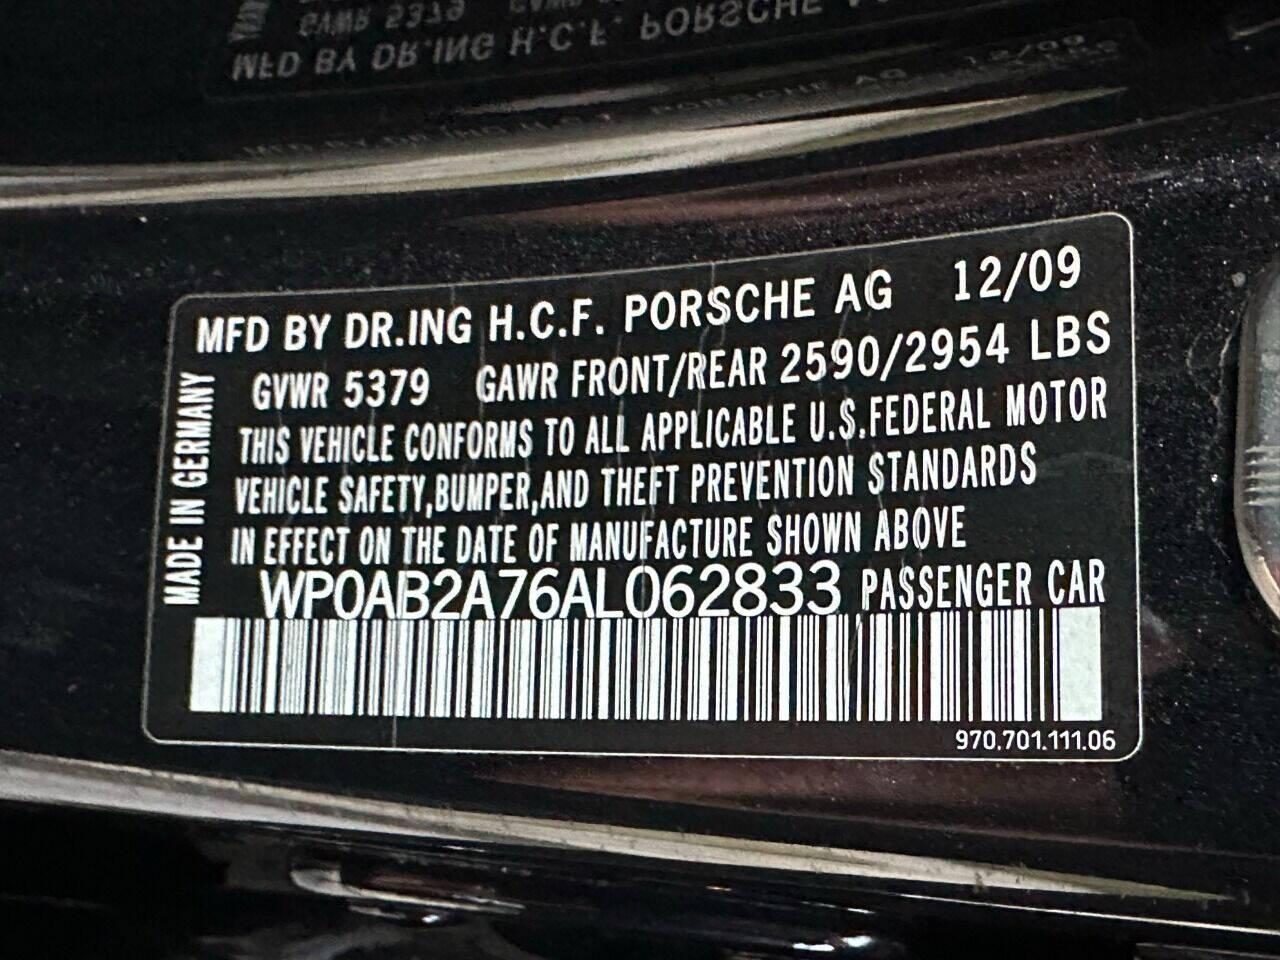 MFD BY DR.ING H.C.F. PORSCHE AG 12/09
GVWR 5379 GAWR FRONT/REAR 2590/2954 LBS
THIS VEHICLE CONFORMS TO ALL APPLICABLE U.S.FEDERAL MOTOR
VEHICLE SAFETY,BUMPER,AND THEFT PREVENTION STANDARDS
IN EFFECT ON THE DATE OF MANUFACTURE SHOWN ABOVE
WP0AB2A76AL062833 PASSENGER CAR
970.701.111.06
MADE IN GERMANY